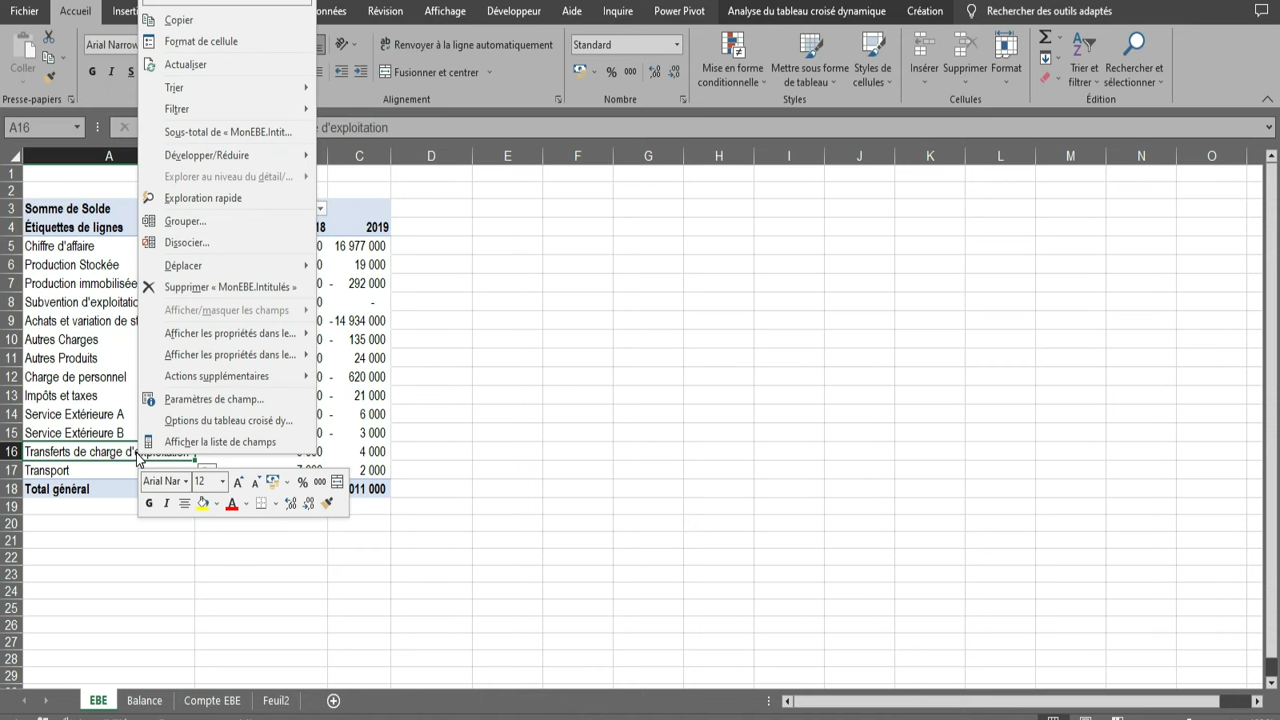 Fichier Accueil Inserti nnées Révision Affichage Développeur Aide Inquire Power Pivot Analyse du tableau croisé dynamique Création Rechercher des outils adaptés
Coller
Arial Narrow
G I S
Renvoyer à la ligne automatiquement
Fusionner et centrer
Standard
% 000
Mise en forme conditionnelle
Mettre sous forme de tableau
Styles de cellules
Insérer Supprimer Format
Trier et filtrer
Rechercher et sélectionner
Presse-papiers Alignement Nombre Styles Cellules Édition
A16 e d'exploitation
A C D E F G H I J K L M N O
1
2
3 Somme de Solde
4 Étiquettes de lignes 18 2019
5 Chiffre d'affaire 0 16 977 000
6 Production Stockée 0 19 000
7 Production immobilisée 0 - 292 000
8 Subvention d'exploitatio 0 -
9 Achats et variation de st 0 -14 934 000
10 Autres Charges 0 - 135 000
11 Autres Produits 0 24 000
12 Charge de personnel 0 - 620 000
13 Impôts et taxes 0 - 21 000
14 Service Extérieure A 0 - 6 000
15 Service Extérieure B 0 - 3 000
16 Transferts de charge d'exploitation 4 000
17 Transport 7 000 2 000
18 Total général 011 000
19
20
21
22
23
24
25
26
27
28
29
Copier
Format de cellule
Actualiser
Trier
Filtrer
Sous-total de « MonEBE.Intit...
Développer/Réduire
Explorer au niveau du détail/...
Exploration rapide
Grouper...
Dissocier...
Déplacer
Supprimer « MonEBE.Intitulés »
Afficher/masquer les champs
Afficher les propriétés dans le...
Afficher les propriétés dans le...
Actions supplémentaires
Paramètres de champ...
Options du tableau croisé dy...
Afficher la liste de champs
Arial Nar 12 A A % 000
G I A
EBE Balance Compte EBE Feuil2